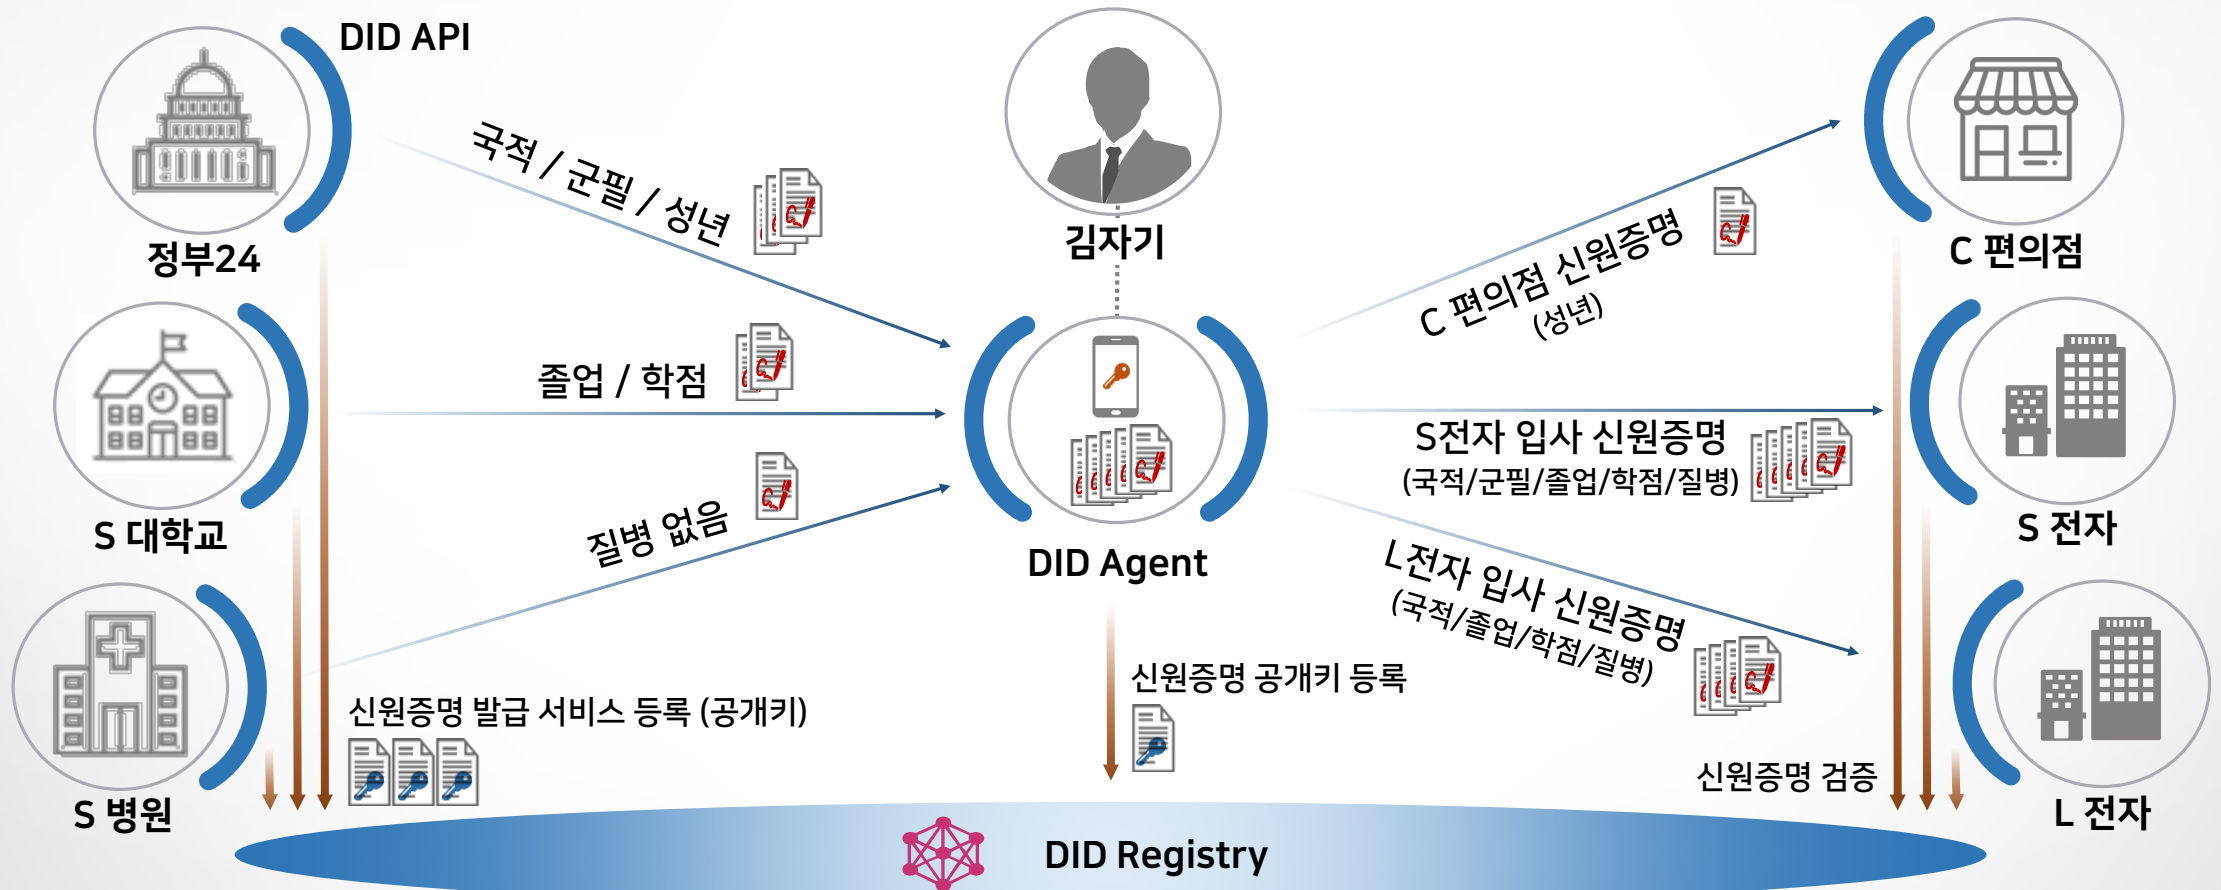 DID API
국적 / 군필 / 성년
정부24
김자기
C 편의점 신원증명
(성년)
C 편의점
졸업 / 학점
S전자 입사 신원증명
(국적/군필/졸업/학점/질병)
S 대학교
S 전자
질병 없음
DID Agent
L전자 입사 신원증명
(국적/졸업/학점/질병)
신원증명 발급 서비스 등록 (공개키)
신원증명 공개키 등록
신원증명 검증
S 병원
L 전자
DID Registry